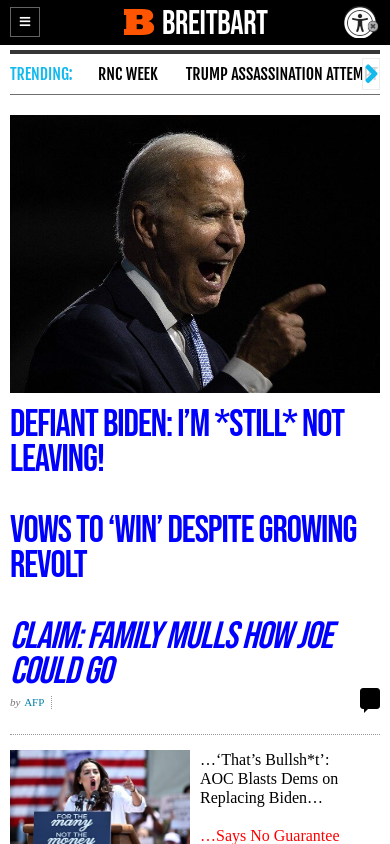 BREITBART
TRENDING: RNC WEEK TRUMP ASSASSINATION ATTEM
DEFIANT BIDEN: I’M *STILL* NOT
LEAVING!
VOWS TO ‘WIN’ DESPITE GROWING
REVOLT
CLAIM: FAMILY MULLS HOW JOE
COULD GO
by AFP
…‘That’s Bullsh*t’:
AOC Blasts Dems on
Replacing Biden…
…Says No Guarantee
FOR THE
many
NOT THE
money